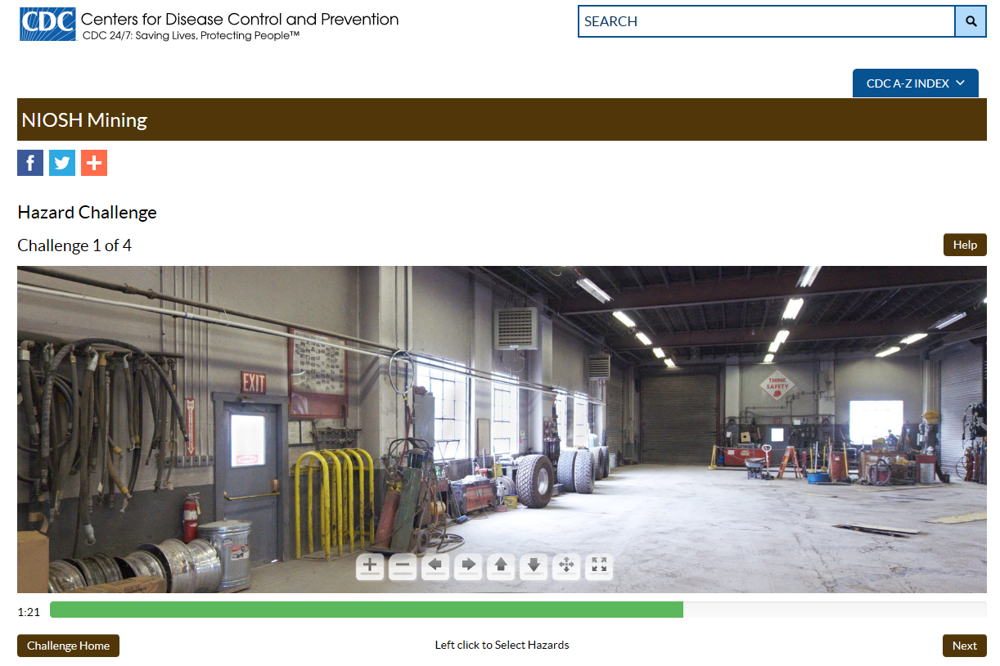 CDC Centers for Disease Control and Prevention
CDC 24/7: Saving Lives, Protecting People™
SEARCH
CDC A-Z INDEX
NIOSH Mining
Hazard Challenge
Challenge 1 of 4
Help
EXIT
THINK
SAFETY
1:21
Challenge Home
Left click to Select Hazards
Next